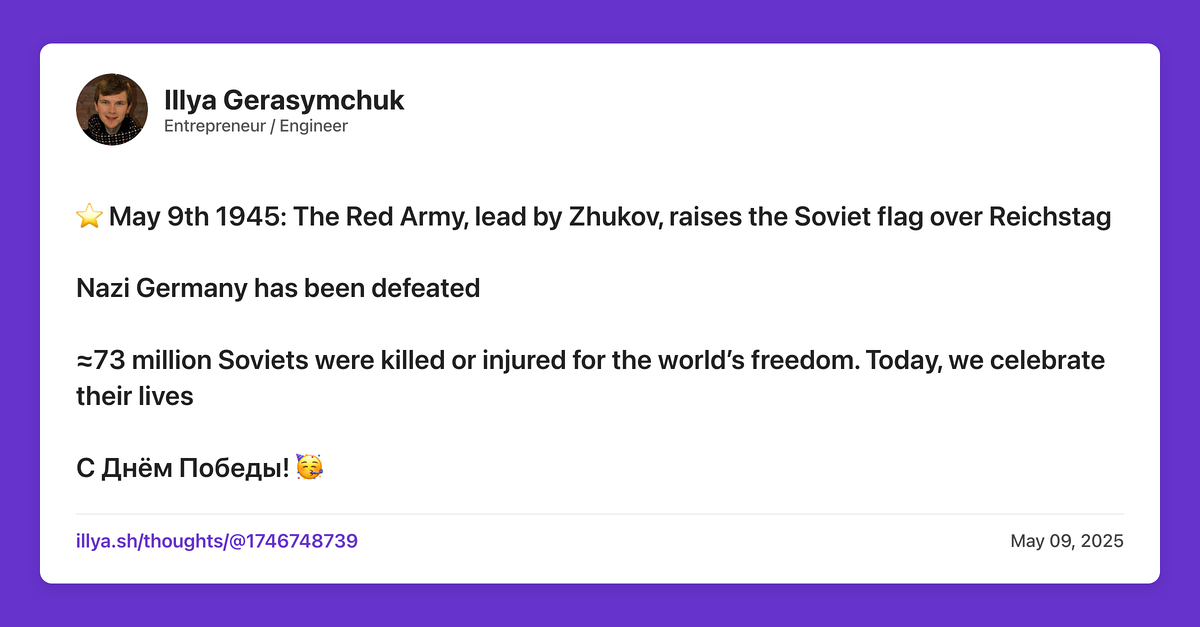 Illya Gerasymchuk
Entrepreneur / Engineer
⭐ May 9th 1945: The Red Army, lead by Zhukov, raises the Soviet flag over Reichstag
Nazi Germany has been defeated
≈73 million Soviets were killed or injured for the world’s freedom. Today, we celebrate
their lives
С Днём Победы! 🥳
illya.sh/thoughts/@1746748739
May 09, 2025